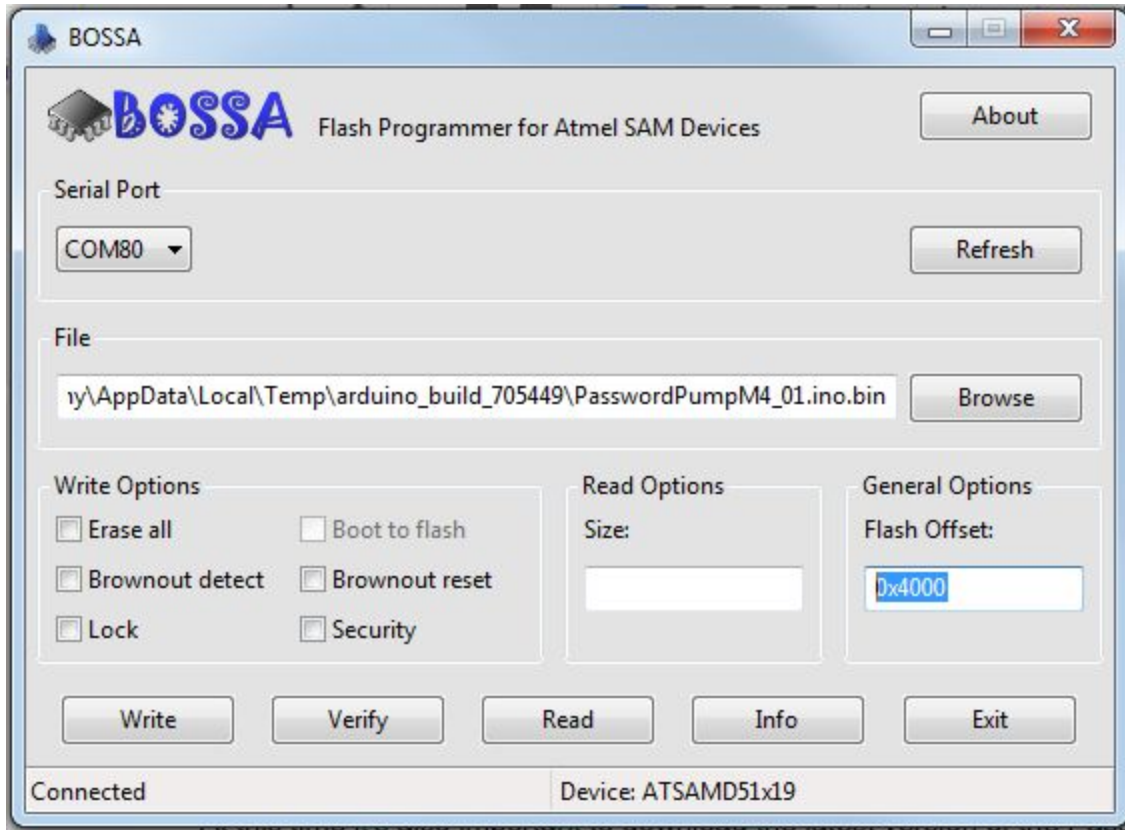 BOSSA
BOSSA Flash Programmer for Atmel SAM Devices
About
Serial Port
COM80
Refresh
File
ny\AppData\Local\Temp\arduino_build_705449\PasswordPumpM4_01.ino.bin
Browse
Write Options
Erase all
Boot to flash
Brownout detect
Brownout reset
Lock
Security
Read Options
Size:
General Options
Flash Offset:
0x4000
Write
Verify
Read
Info
Exit
Connected
Device: ATSAMD51x19